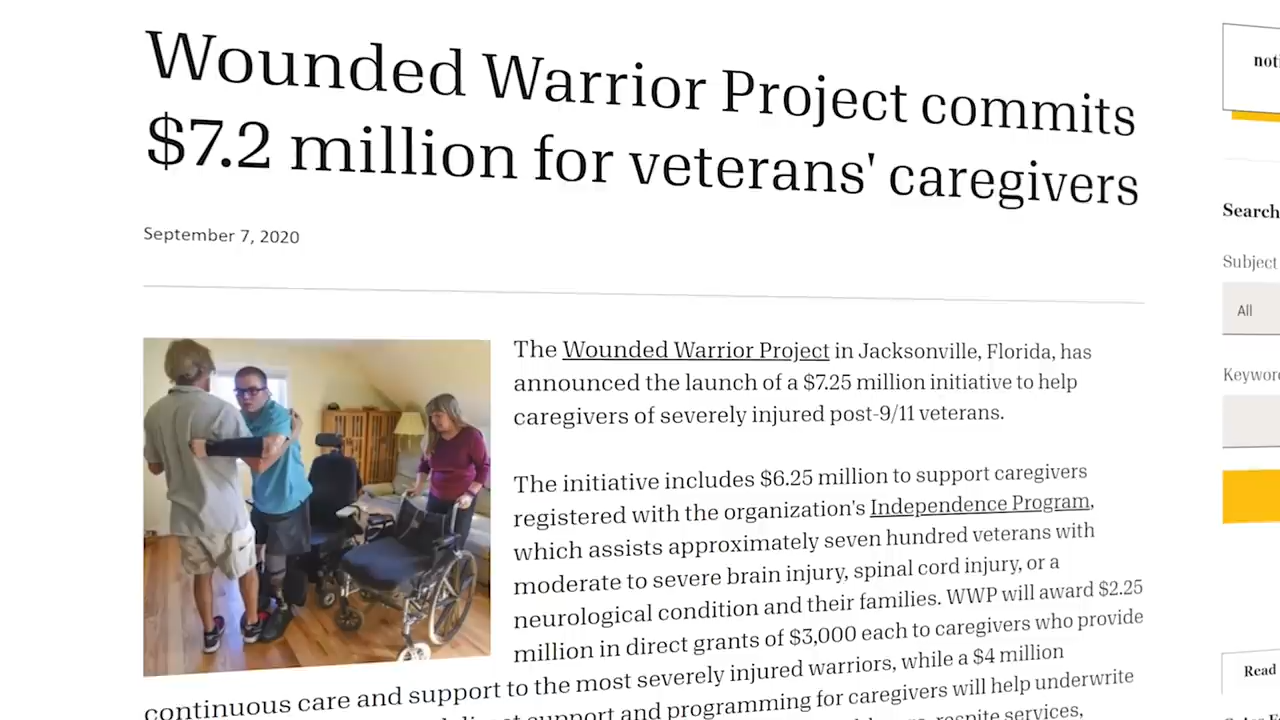 Wounded Warrior Project commits
$7.2 million for veterans' caregivers
September 7, 2020
The Wounded Warrior Project in Jacksonville, Florida, has
announced the launch of a $7.25 million initiative to help
caregivers of severely injured post-9/11 veterans.
The initiative includes $6.25 million to support caregivers
registered with the organization's Independence Program,
which assists approximately seven hundred veterans with
moderate to severe brain injury, spinal cord injury, or a
neurological condition and their families. WWP will award $2.25
million in direct grants of $3,000 each to caregivers who provide
continuous care and support to the most severely injured warriors, while a $4 million
support and programming for caregivers will help underwrite
respite services,
Search
Subject
All
Read